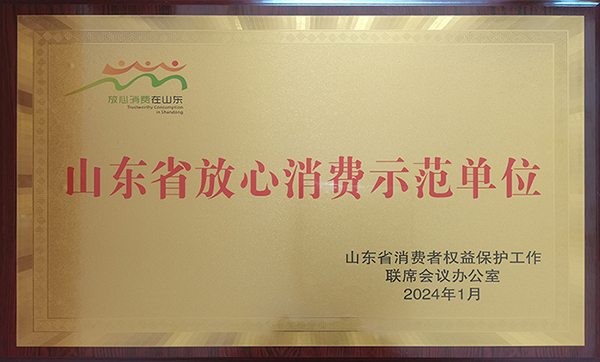 放心消费在山东
Trustworthy Consumption
in Shandong
山东省放心消费示范单位
山东省消费者权益保护工作
联席会议办公室
2024年1月